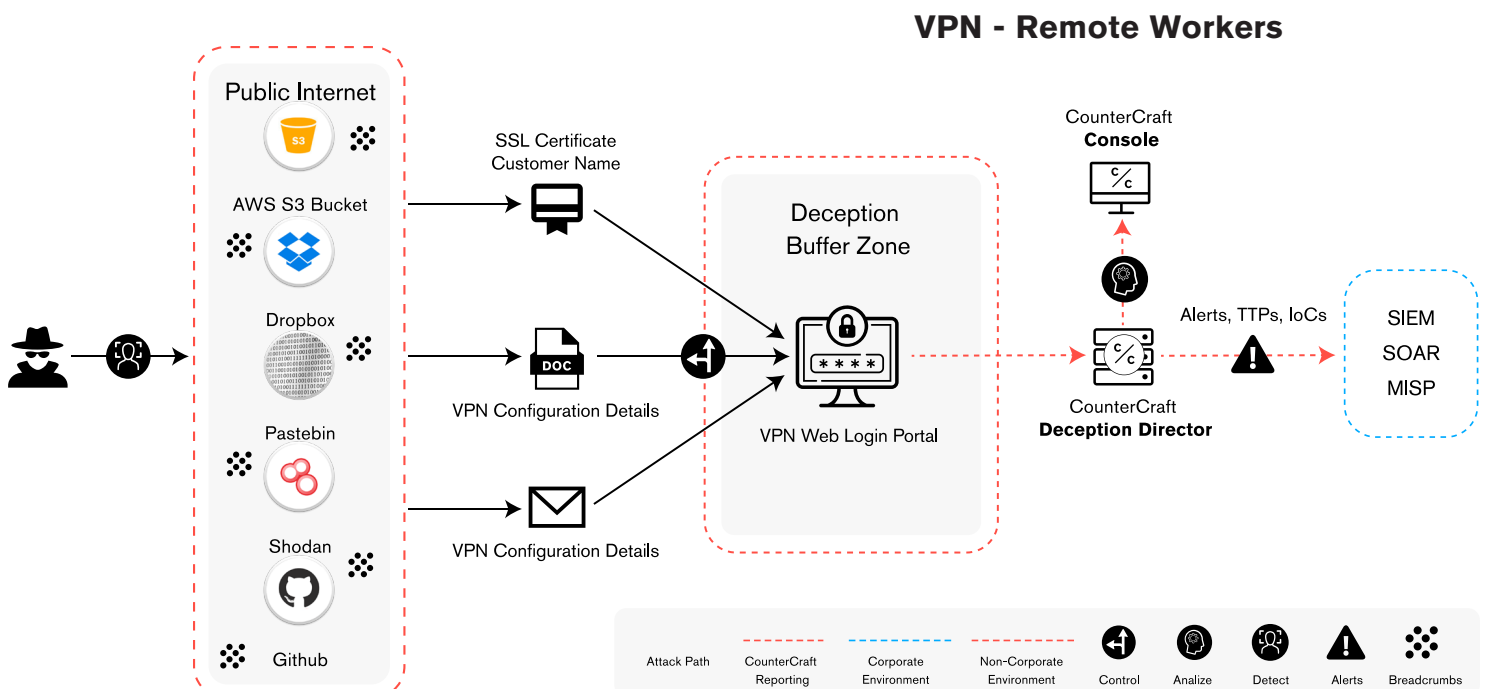 VPN - Remote Workers
Public Internet
S3
AWS S3 Bucket
Dropbox
Pastebin
Shodan
Github
SSL Certificate
Customer Name
DOC
VPN Configuration Details
VPN Configuration Details
Deception
Buffer Zone
* * * *
VPN Web Login Portal
CounterCraft
Console
C/C
C/C
CounterCraft
Deception Director
Alerts, TTPs, IoCs
SIEM
SOAR
MISP
Attack Path
CounterCraft
Reporting
Corporate
Environment
Non-Corporate
Environment
Control
Analize
Detect
Alerts
Breadcrumbs